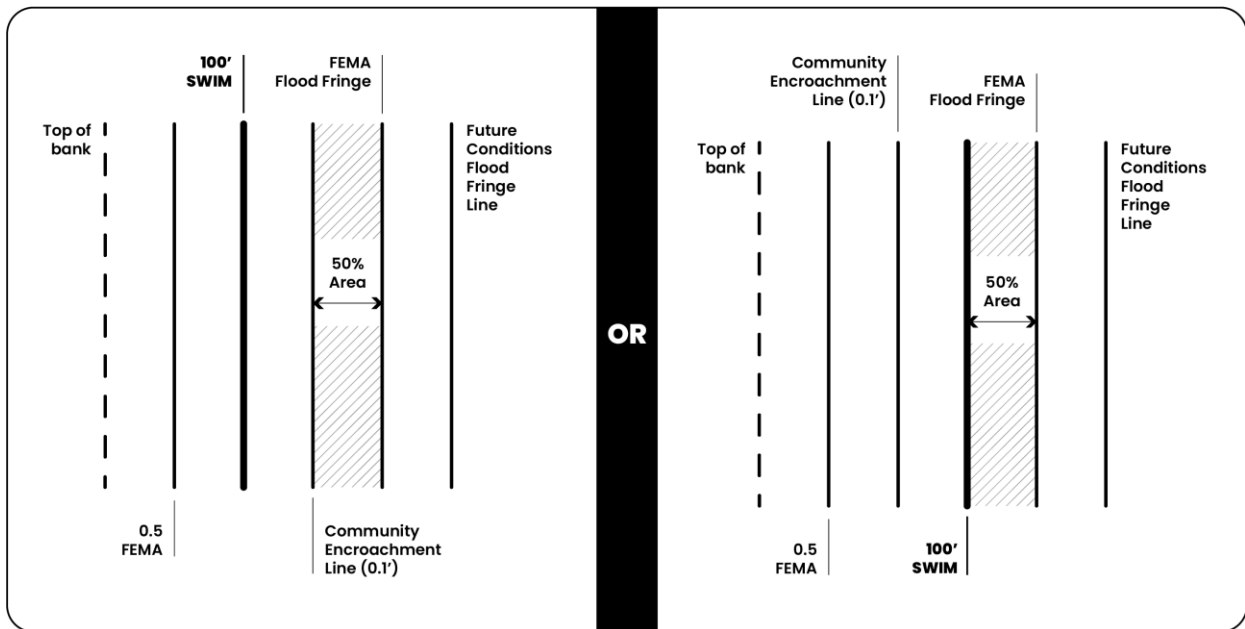 100’
SWIM
FEMA
Flood Fringe
Top of
bank
Future
Conditions
Flood
Fringe
Line
50%
Area
0.5
FEMA
Community
Encroachment
Line (0.1’)
OR
Community
Encroachment
Line (0.1’)
FEMA
Flood Fringe
Top of
bank
Future
Conditions
Flood
Fringe
Line
50%
Area
0.5
FEMA
100’
SWIM